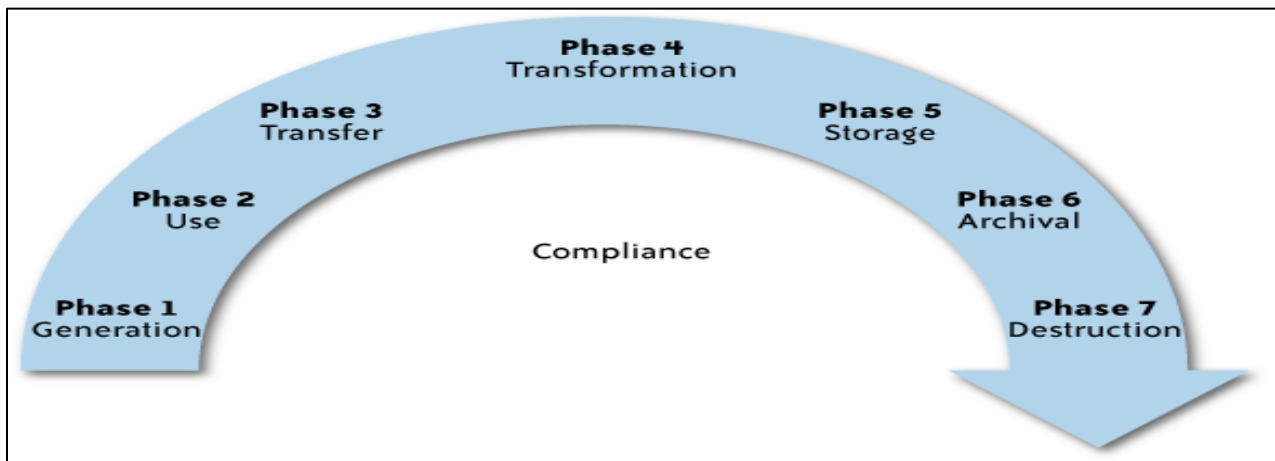 Phase 1
Generation
Phase 2
Use
Phase 3
Transfer
Phase 4
Transformation
Phase 5
Storage
Phase 6
Archival
Phase 7
Destruction
Compliance